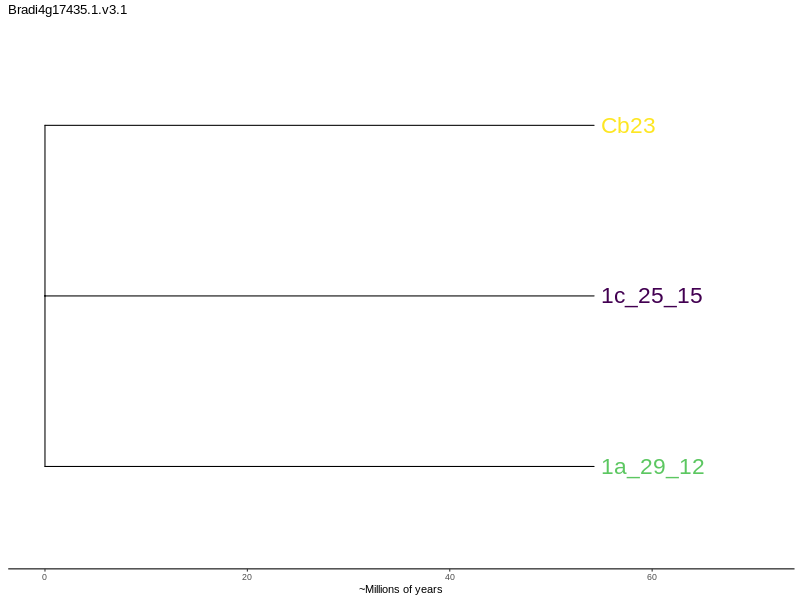 Bradi4g17435.1.v3.1
Cb23
1c_25_15
1a_29_12
0 20 40 60
~Millions of years